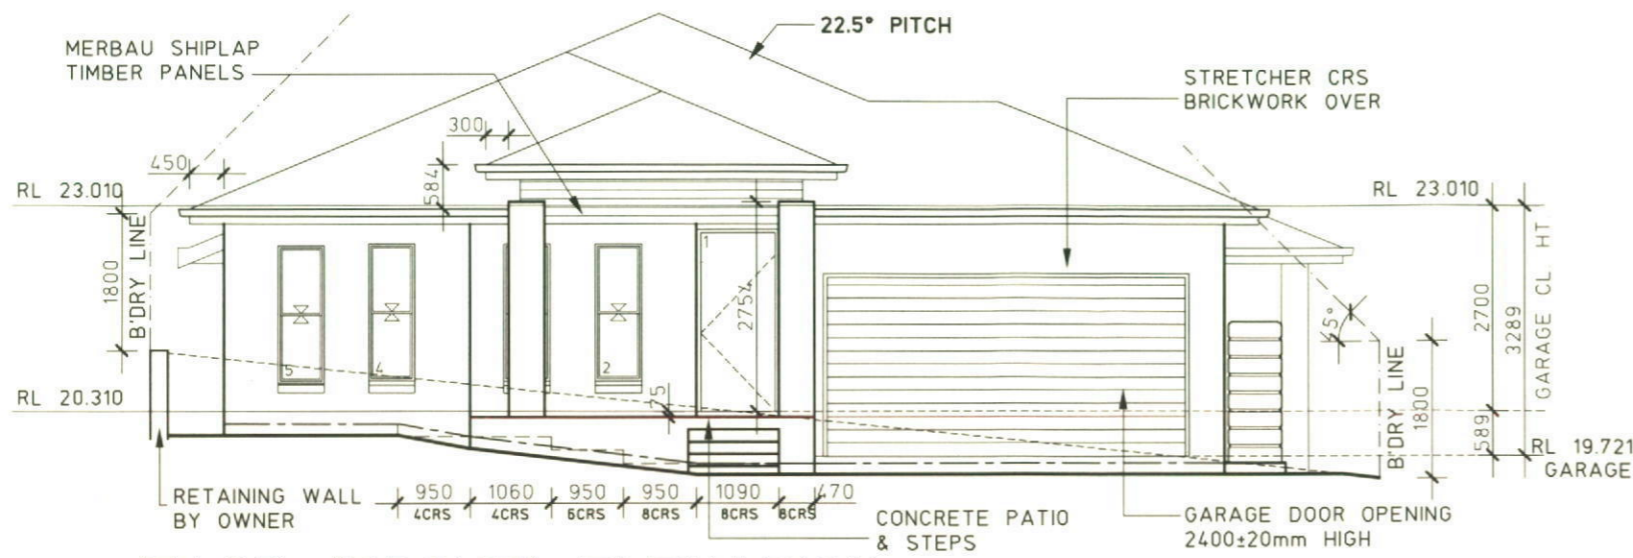 22.5° PITCH
MERBAU SHIPLAP
TIMBER PANELS
STRETCHER CRS
BRICKWORK OVER
300
450
584
RL 23.010
RL 23.010
1800
B'DRY LINE
5
4
2
1
2754
75
45°
2700
3289
GARAGE CL HT
RL 20.310
B'DRY LINE
1800
589
RL 19.721
GARAGE
RETAINING WALL
BY OWNER
950 1060 950 950 1090 470
4CRS 4CRS 6CRS 8CRS 8CRS 8CRS
CONCRETE PATIO
& STEPS
GARAGE DOOR OPENING
2400±20mm HIGH